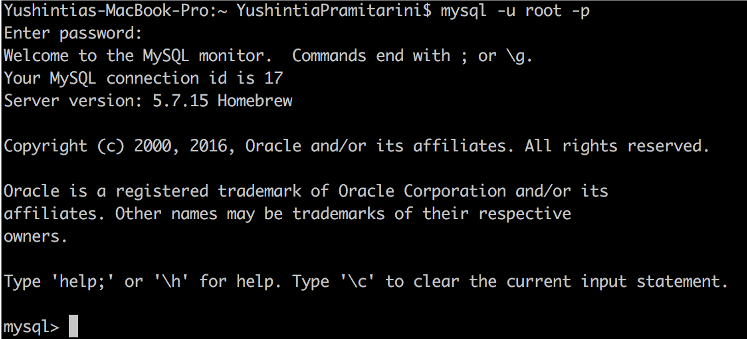 Yushintias-MacBook-Pro:~ YushintiaPramitarini$ mysql -u root -p
Enter password:
Welcome to the MySQL monitor.  Commands end with ; or \g.
Your MySQL connection id is 17
Server version: 5.7.15 Homebrew
Copyright (c) 2000, 2016, Oracle and/or its affiliates. All rights reserved.
Oracle is a registered trademark of Oracle Corporation and/or its
affiliates. Other names may be trademarks of their respective
owners.
Type 'help;' or '\h' for help. Type '\c' to clear the current input statement.
mysql>